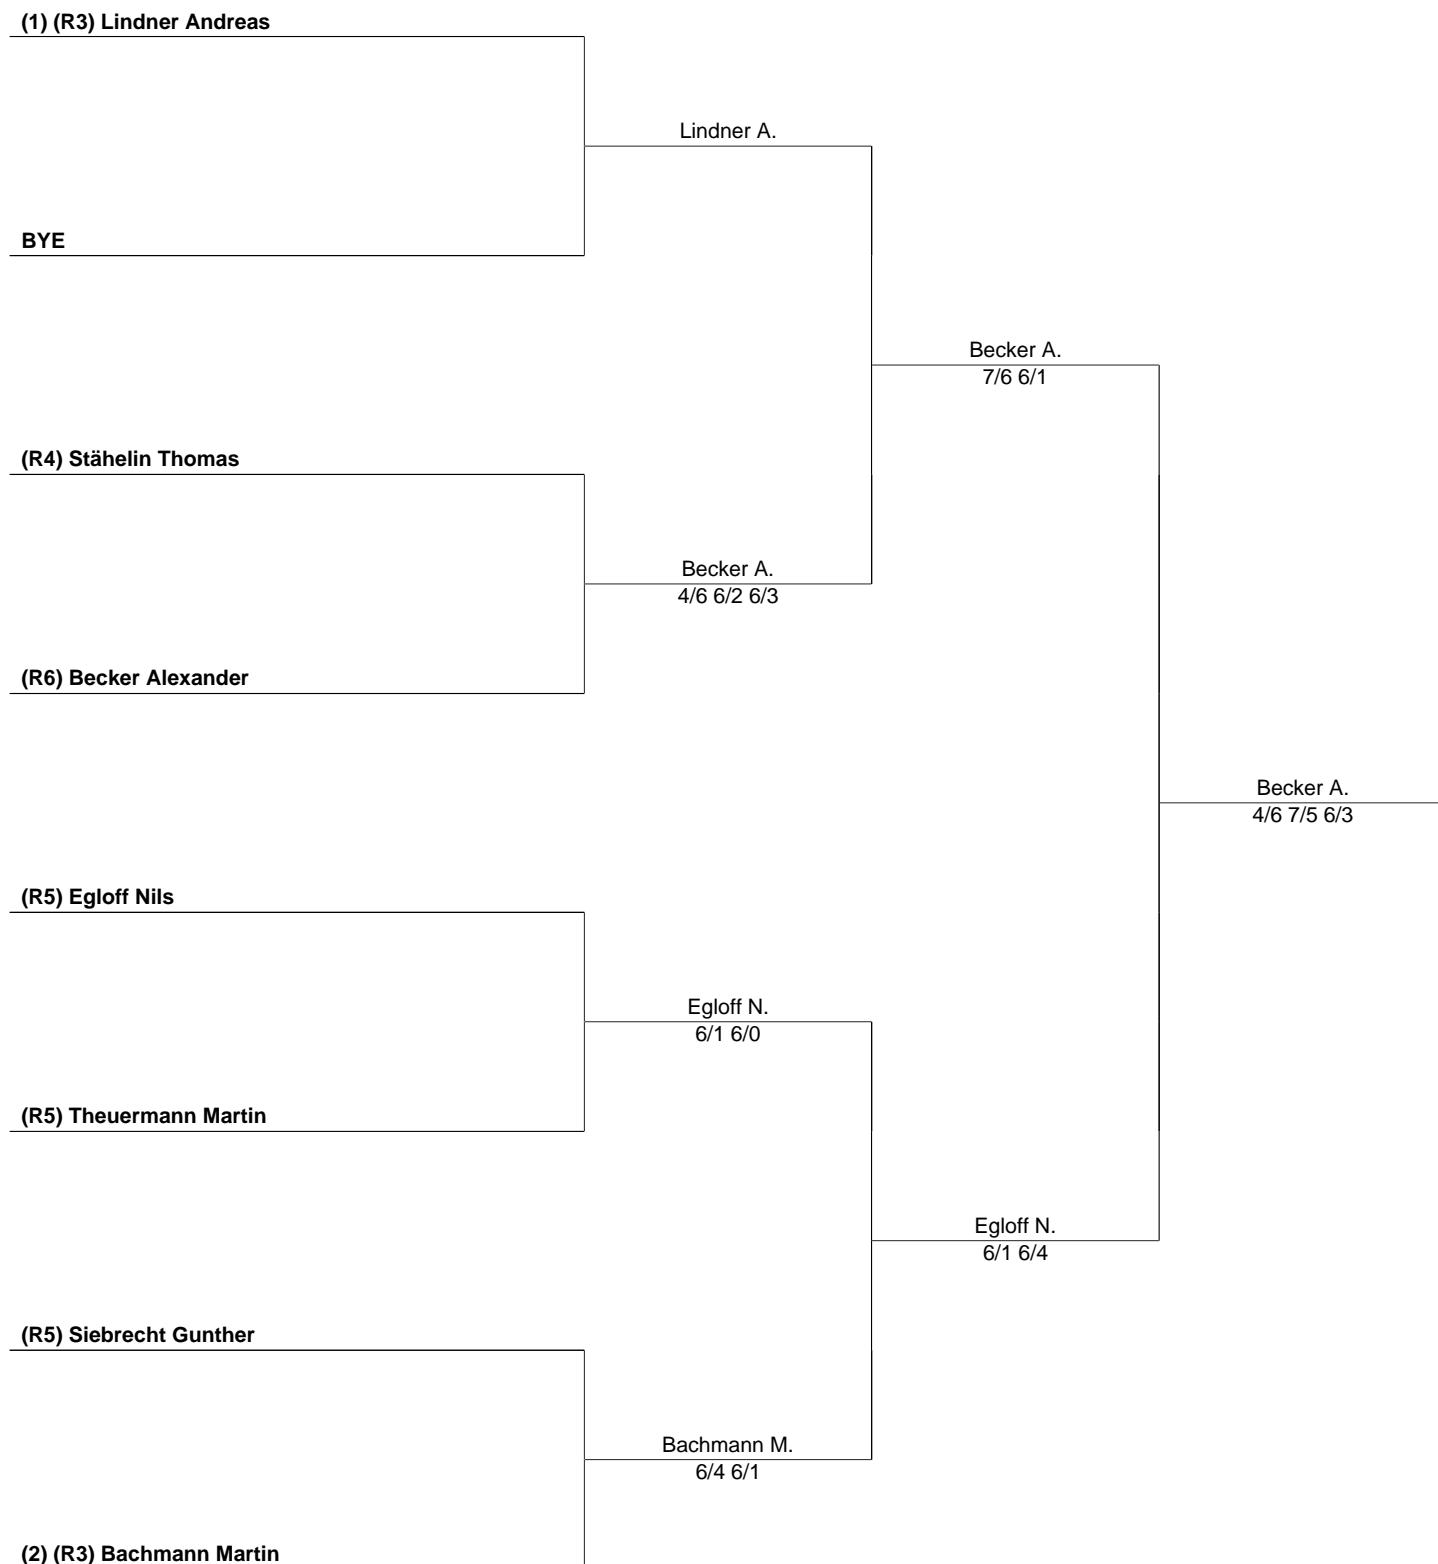 (1) (R3) Lindner Andreas
Lindner A.
BYE
Becker A.
7/6 6/1
(R4) Stähelin Thomas
Becker A.
4/6 6/2 6/3
(R6) Becker Alexander
Becker A.
4/6 7/5 6/3
(R5) Egloff Nils
Egloff N.
6/1 6/0
(R5) Theuermann Martin
Egloff N.
6/1 6/4
(R5) Siebrecht Gunther
Bachmann M.
6/4 6/1
(2) (R3) Bachmann Martin